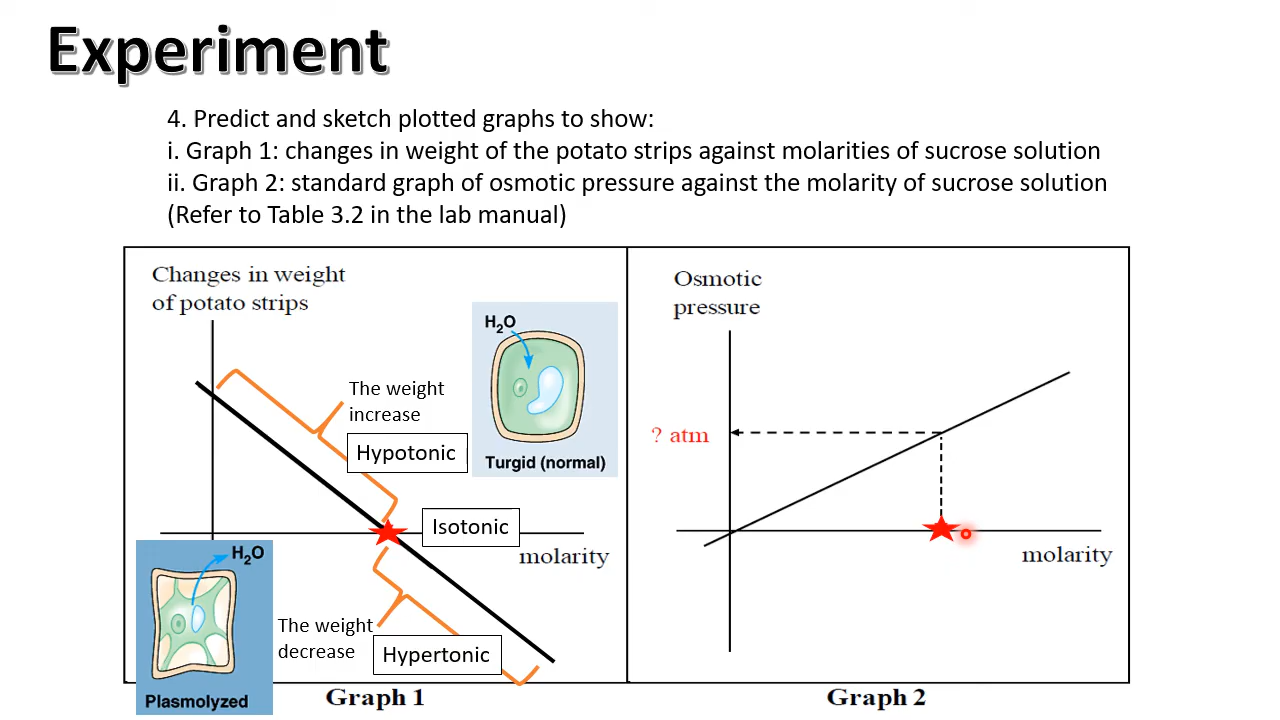 Experiment
4. Predict and sketch plotted graphs to show:
i. Graph 1: changes in weight of the potato strips against molarities of sucrose solution
ii. Graph 2: standard graph of osmotic pressure against the molarity of sucrose solution
(Refer to Table 3.2 in the lab manual)
Changes in weight
of potato strips
H₂O
Turgid (normal)
The weight
increase
Hypotonic
Isotonic
molarity
H₂O
Plasmolyzed
The weight
decrease
Hypertonic
Graph 1
Osmotic
pressure
? atm
molarity
Graph 2